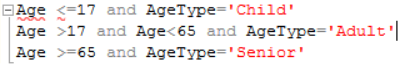 Age <=17 and AgeType='Child'
Age >17 and Age<65 and AgeType='Adult'
Age >=65 and AgeType='Senior'